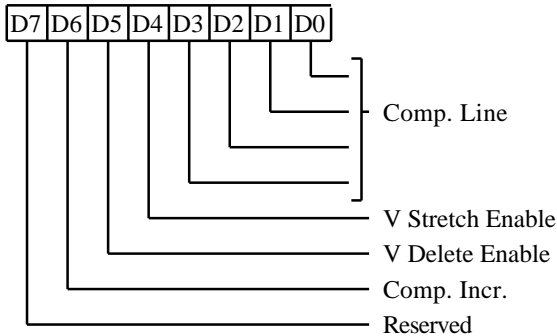 D7 D6 D5 D4 D3 D2 D1 D0
Comp. Line
V Stretch Enable
V Delete Enable
Comp. Incr.
Reserved